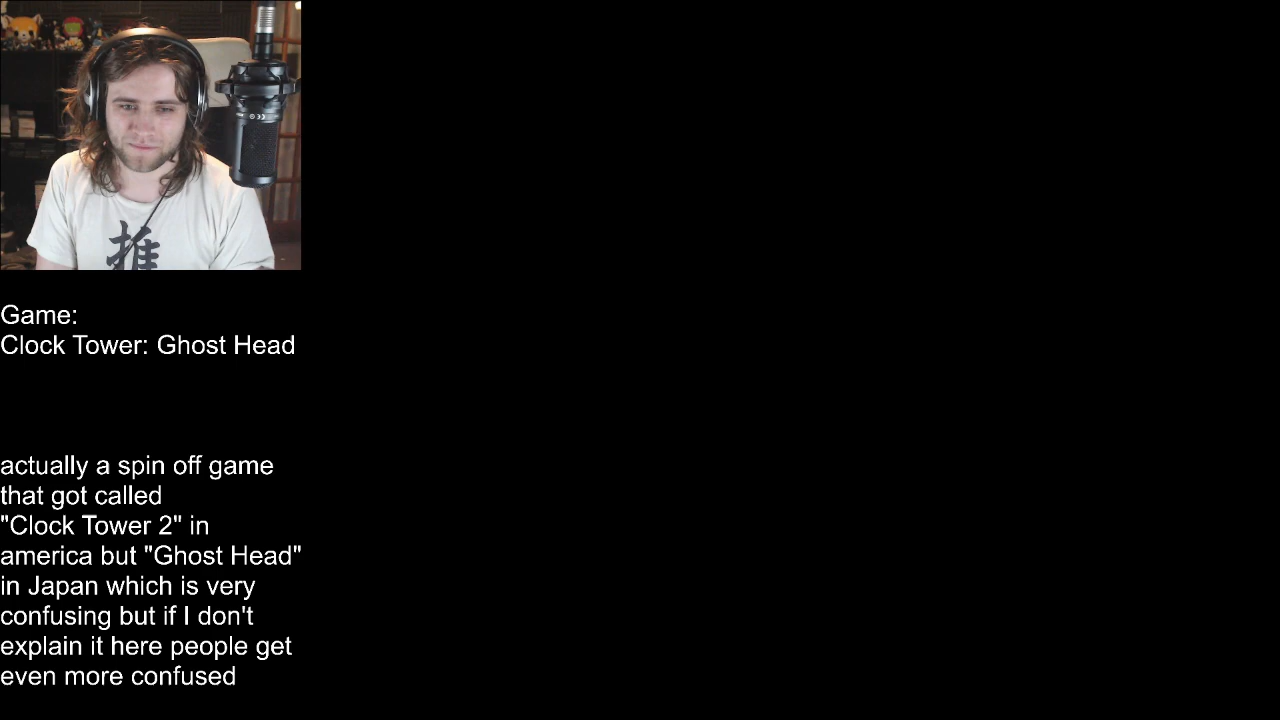 推
Game:
Clock Tower: Ghost Head
actually a spin off game
that got called
"Clock Tower 2" in
america but "Ghost Head"
in Japan which is very
confusing but if I don't
explain it here people get
even more confused